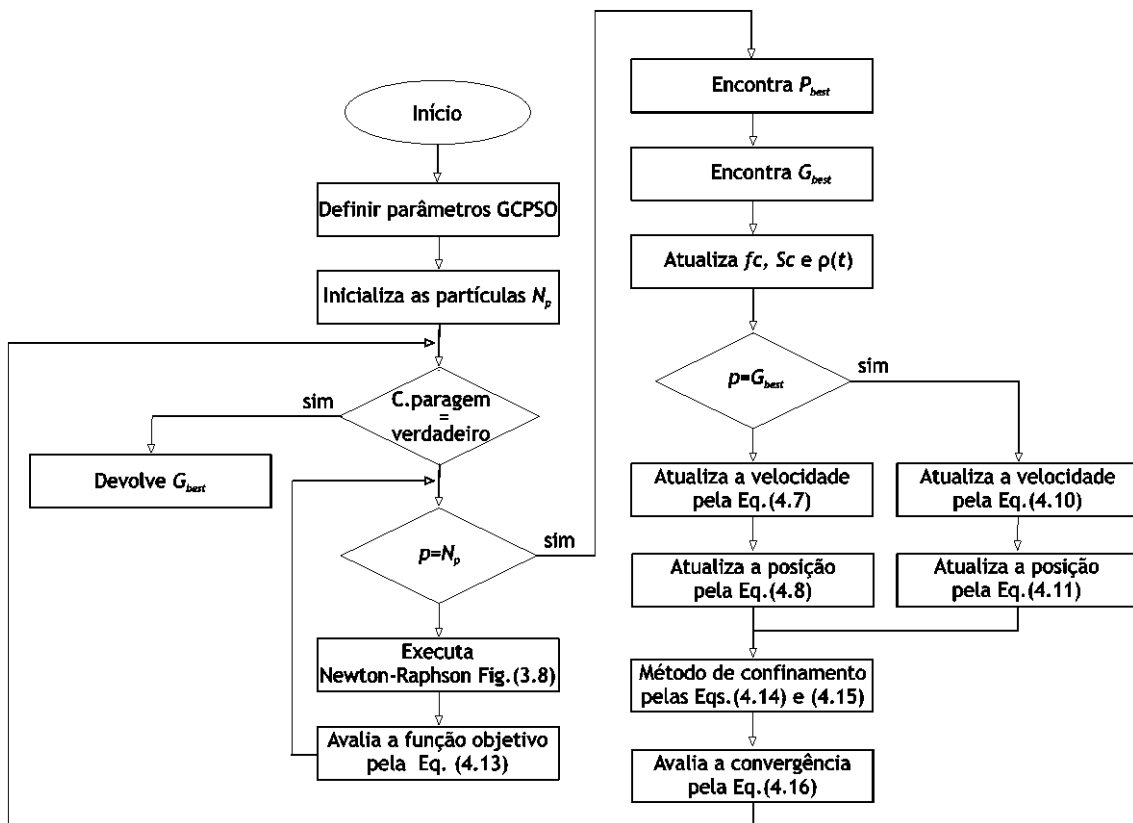 Início
Definir parâmetros GCPSO
Inicializa as partículas Np
sim
C.paragem
=
verdadeiro
Devolve Gbest
p=Np
sim
Executa
Newton-Raphson Fig.(3.8)
Avalia a função objetivo
pela Eq. (4.13)
Encontra Pbest
Encontra Gbest
Atualiza fc, Sc e ρ(t)
p=Gbest
sim
Atualiza a velocidade
pela Eq.(4.7)
Atualiza a velocidade
pela Eq.(4.10)
Atualiza a posição
pela Eq.(4.8)
Atualiza a posição
pela Eq.(4.11)
Método de confinamento
pelas Eqs.(4.14) e (4.15)
Avalia a convergência
pela Eq.(4.16)